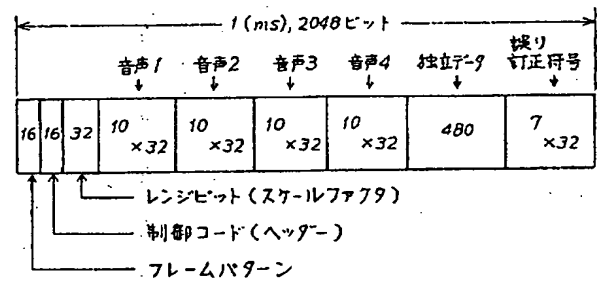 1(ms), 2048ビット
音声1 音声2 音声3 音声4 独立データ 誤り訂正符号
16 16 32 10×32 10×32 10×32 10×32 480 7×32
レンジビット(スケールファクタ)
制御コード(ヘッダー)
フレームパターン